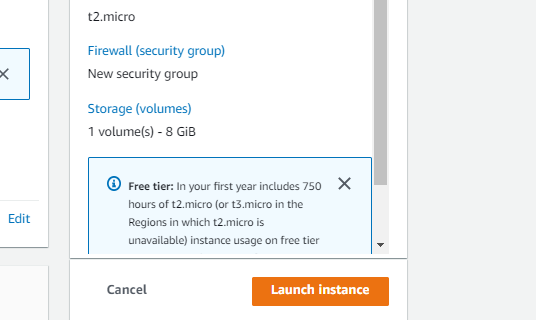 t2.micro
Firewall (security group)
New security group
Storage (volumes)
1 volume(s) - 8 GiB
Free tier: In your first year includes 750
hours of t2.micro (or t3.micro in the
Regions in which t2.micro is
unavailable) instance usage on free tier
Edit
Cancel
Launch instance